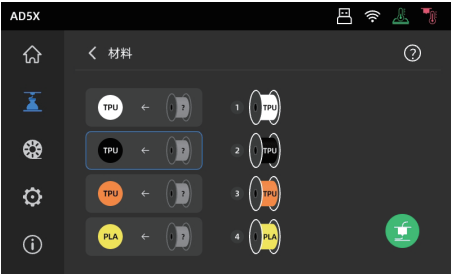 AD5X
材料
TPU ← ? 1 TPU
TPU ← ? 2 TPU
TPU ← ? 3 TPU
PLA ← ? 4 PLA